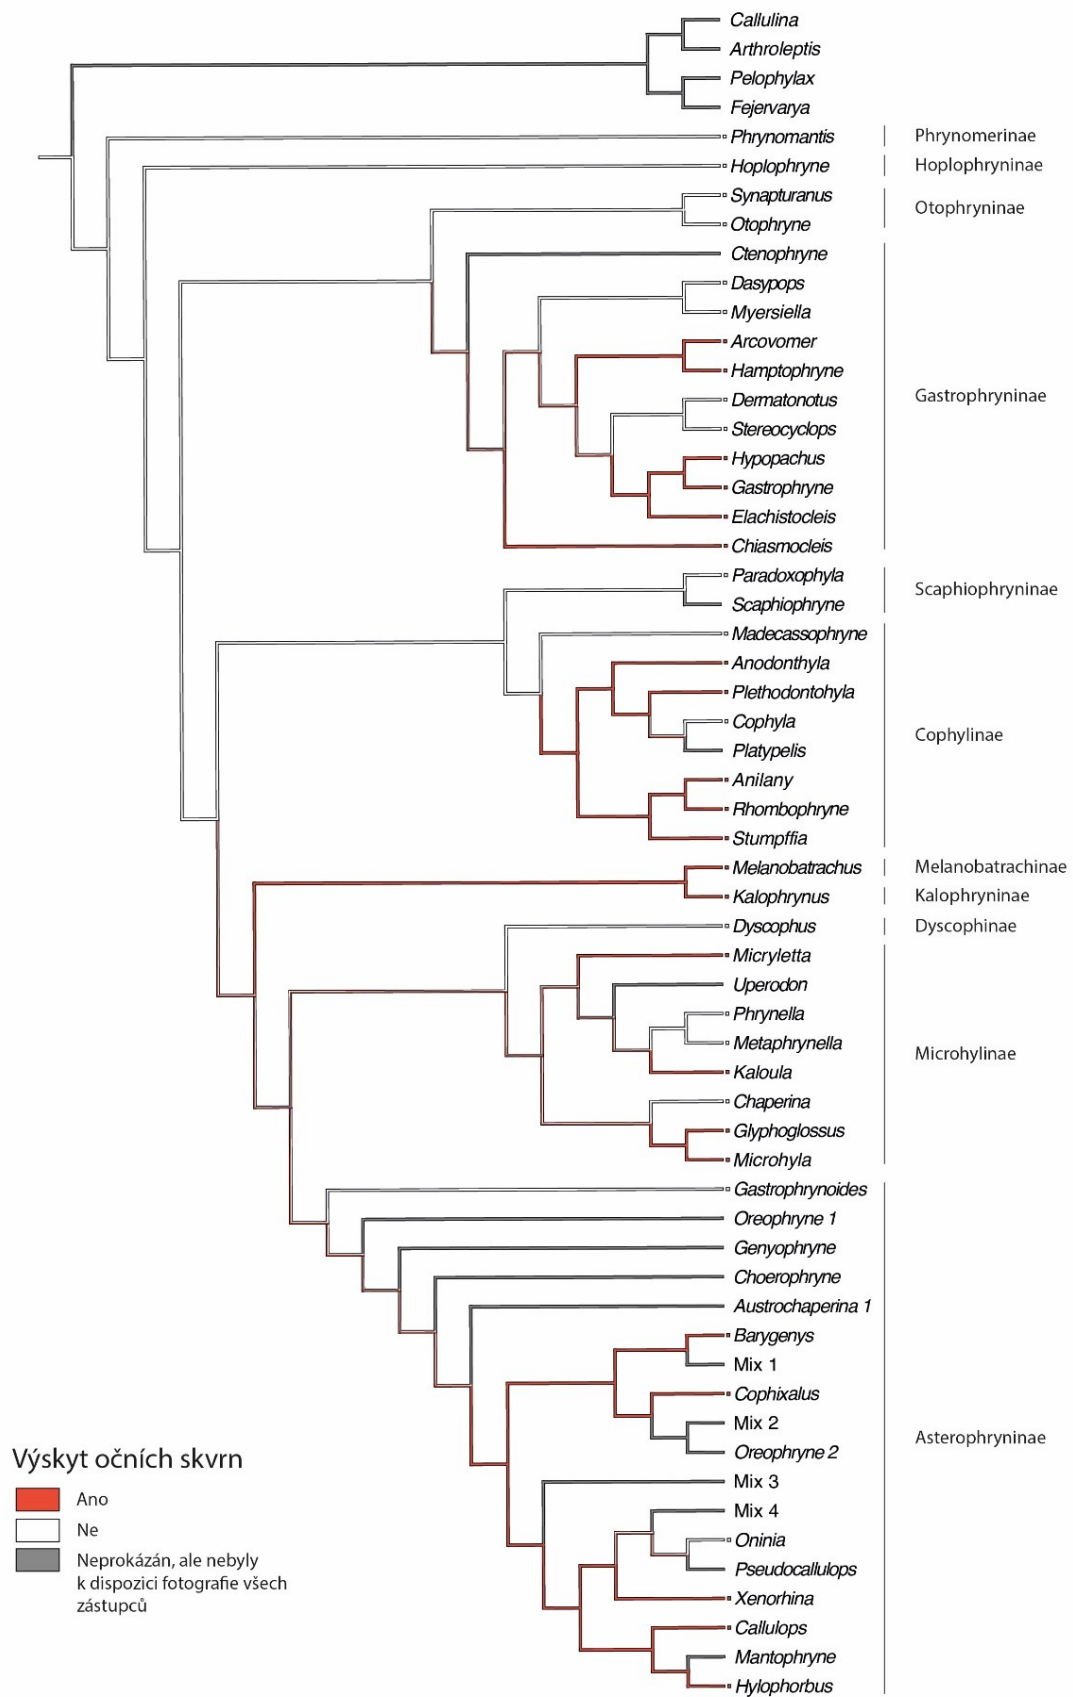 Callulina
Arthroleptis
Pelophylax
Fejervarya
Phrynomantis
Phrynomerinae
Hoplophryne
Hoplophryninae
Synapturanus
Otophryninae
Otophryne
Ctenophryne
Dasypops
Myersiella
Arcovomer
Hamptophryne
Gastrophryninae
Dermatonotus
Stereocyclops
Hypopachus
Gastrophryne
Elachistocleis
Chiasmocleis
Paradoxophyla
Scaphiophryninae
Scaphiophryne
Madecassophryne
Anodonthyla
Plethodontohyla
Cophyla
Cophylinae
Platypelis
Anilany
Rhombophryne
Stumpffia
Melanobatrachus
Melanobatrachinae
Kalophrynus
Kalophryninae
Dyscophus
Dyscophinae
Micryletta
Uperodon
Phrynella
Metaphrynella
Microhylinae
Kaloula
Chaperina
Glyphoglossus
Microhyla
Gastrophrynoides
Oreophryne 1
Genyophryne
Choerophryne
Austrochaperina 1
Barygenys
Mix 1
Cophixalus
Mix 2
Asterophryninae
Oreophryne 2
Mix 3
Mix 4
Oninia
Pseudocallulops
Xenorhina
Callulops
Mantophryne
Hylophorbus
Výskyt očních skvrn
Ano
Ne
Neprokázán, ale nebyly
k dispozici fotografie všech
zástupců